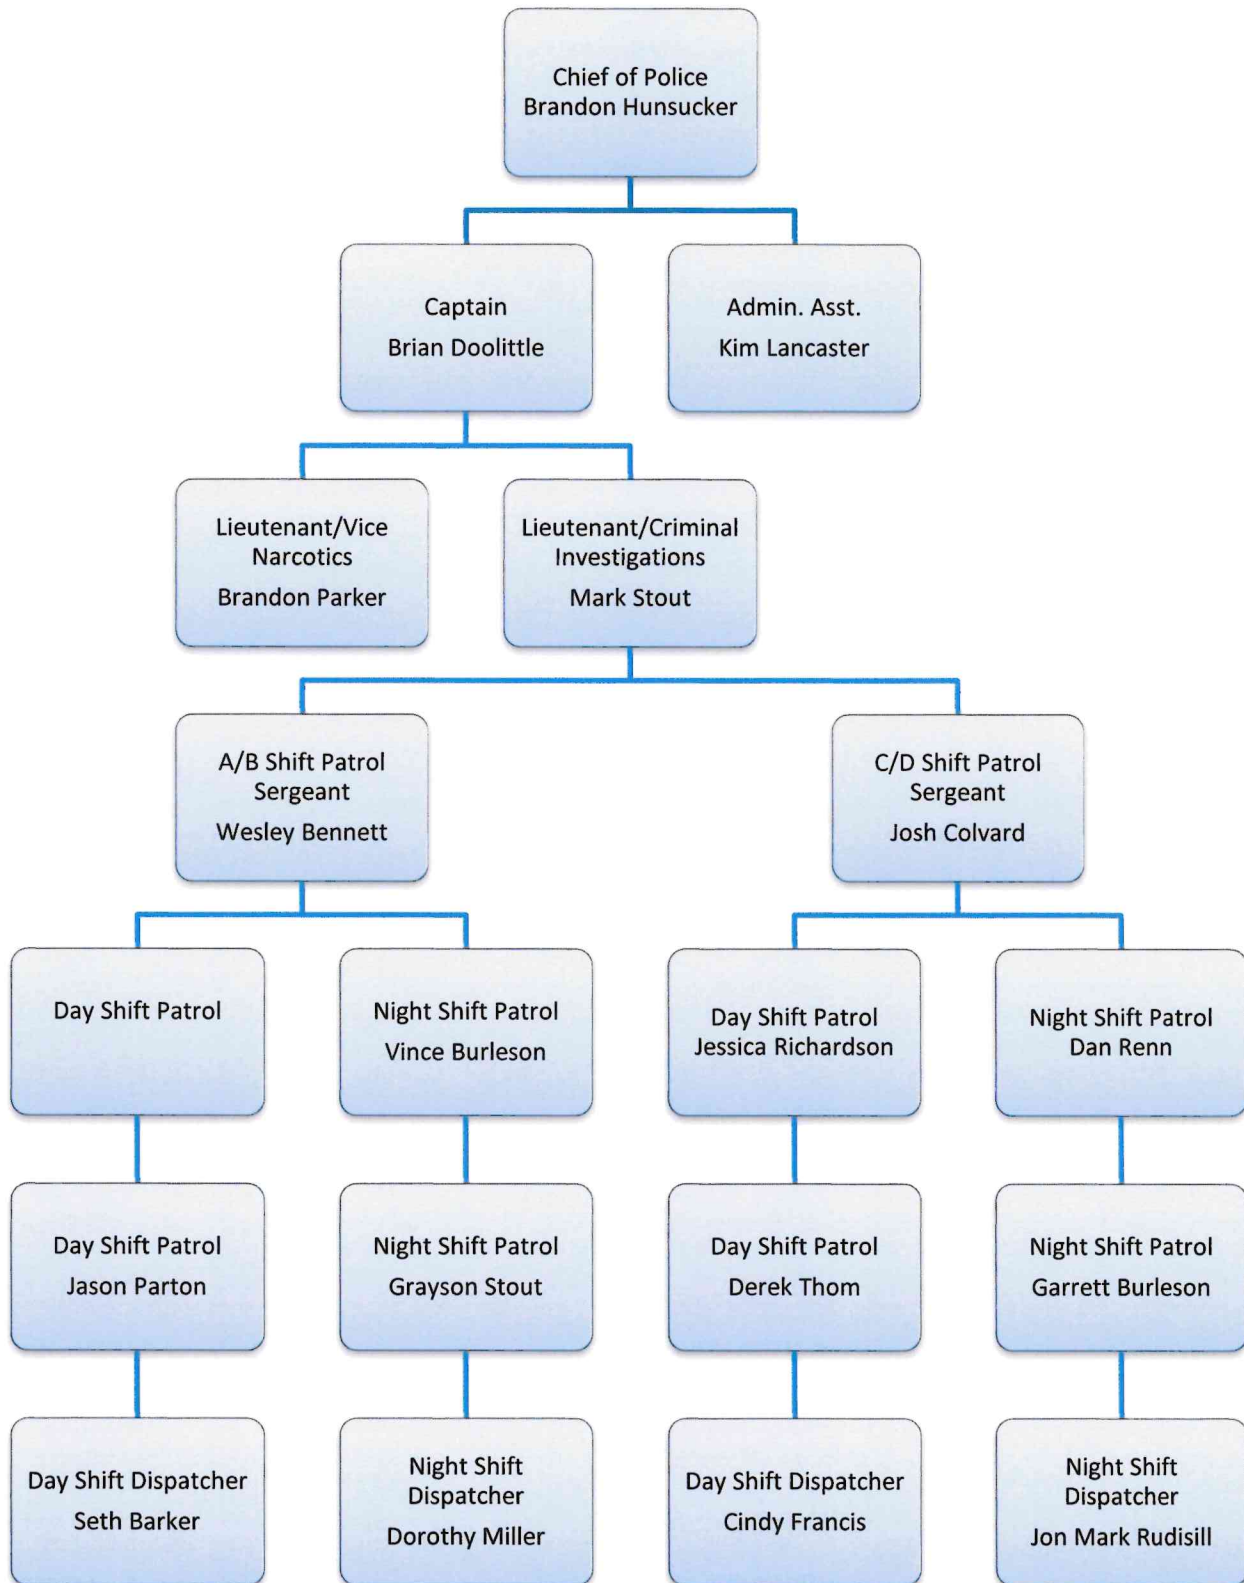 Chief of Police
Brandon Hunsucker
Captain
Brian Doolittle
Admin. Asst.
Kim Lancaster
Lieutenant/Vice
Narcotics
Brandon Parker
Lieutenant/Criminal
Investigations
Mark Stout
A/B Shift Patrol
Sergeant
Wesley Bennett
C/D Shift Patrol
Sergeant
Josh Colvard
Day Shift Patrol
Night Shift Patrol
Vince Burleson
Day Shift Patrol
Jessica Richardson
Night Shift Patrol
Dan Renn
Day Shift Patrol
Jason Parton
Night Shift Patrol
Grayson Stout
Day Shift Patrol
Derek Thom
Night Shift Patrol
Garrett Burleson
Day Shift Dispatcher
Seth Barker
Night Shift
Dispatcher
Dorothy Miller
Day Shift Dispatcher
Cindy Francis
Night Shift
Dispatcher
Jon Mark Rudisill